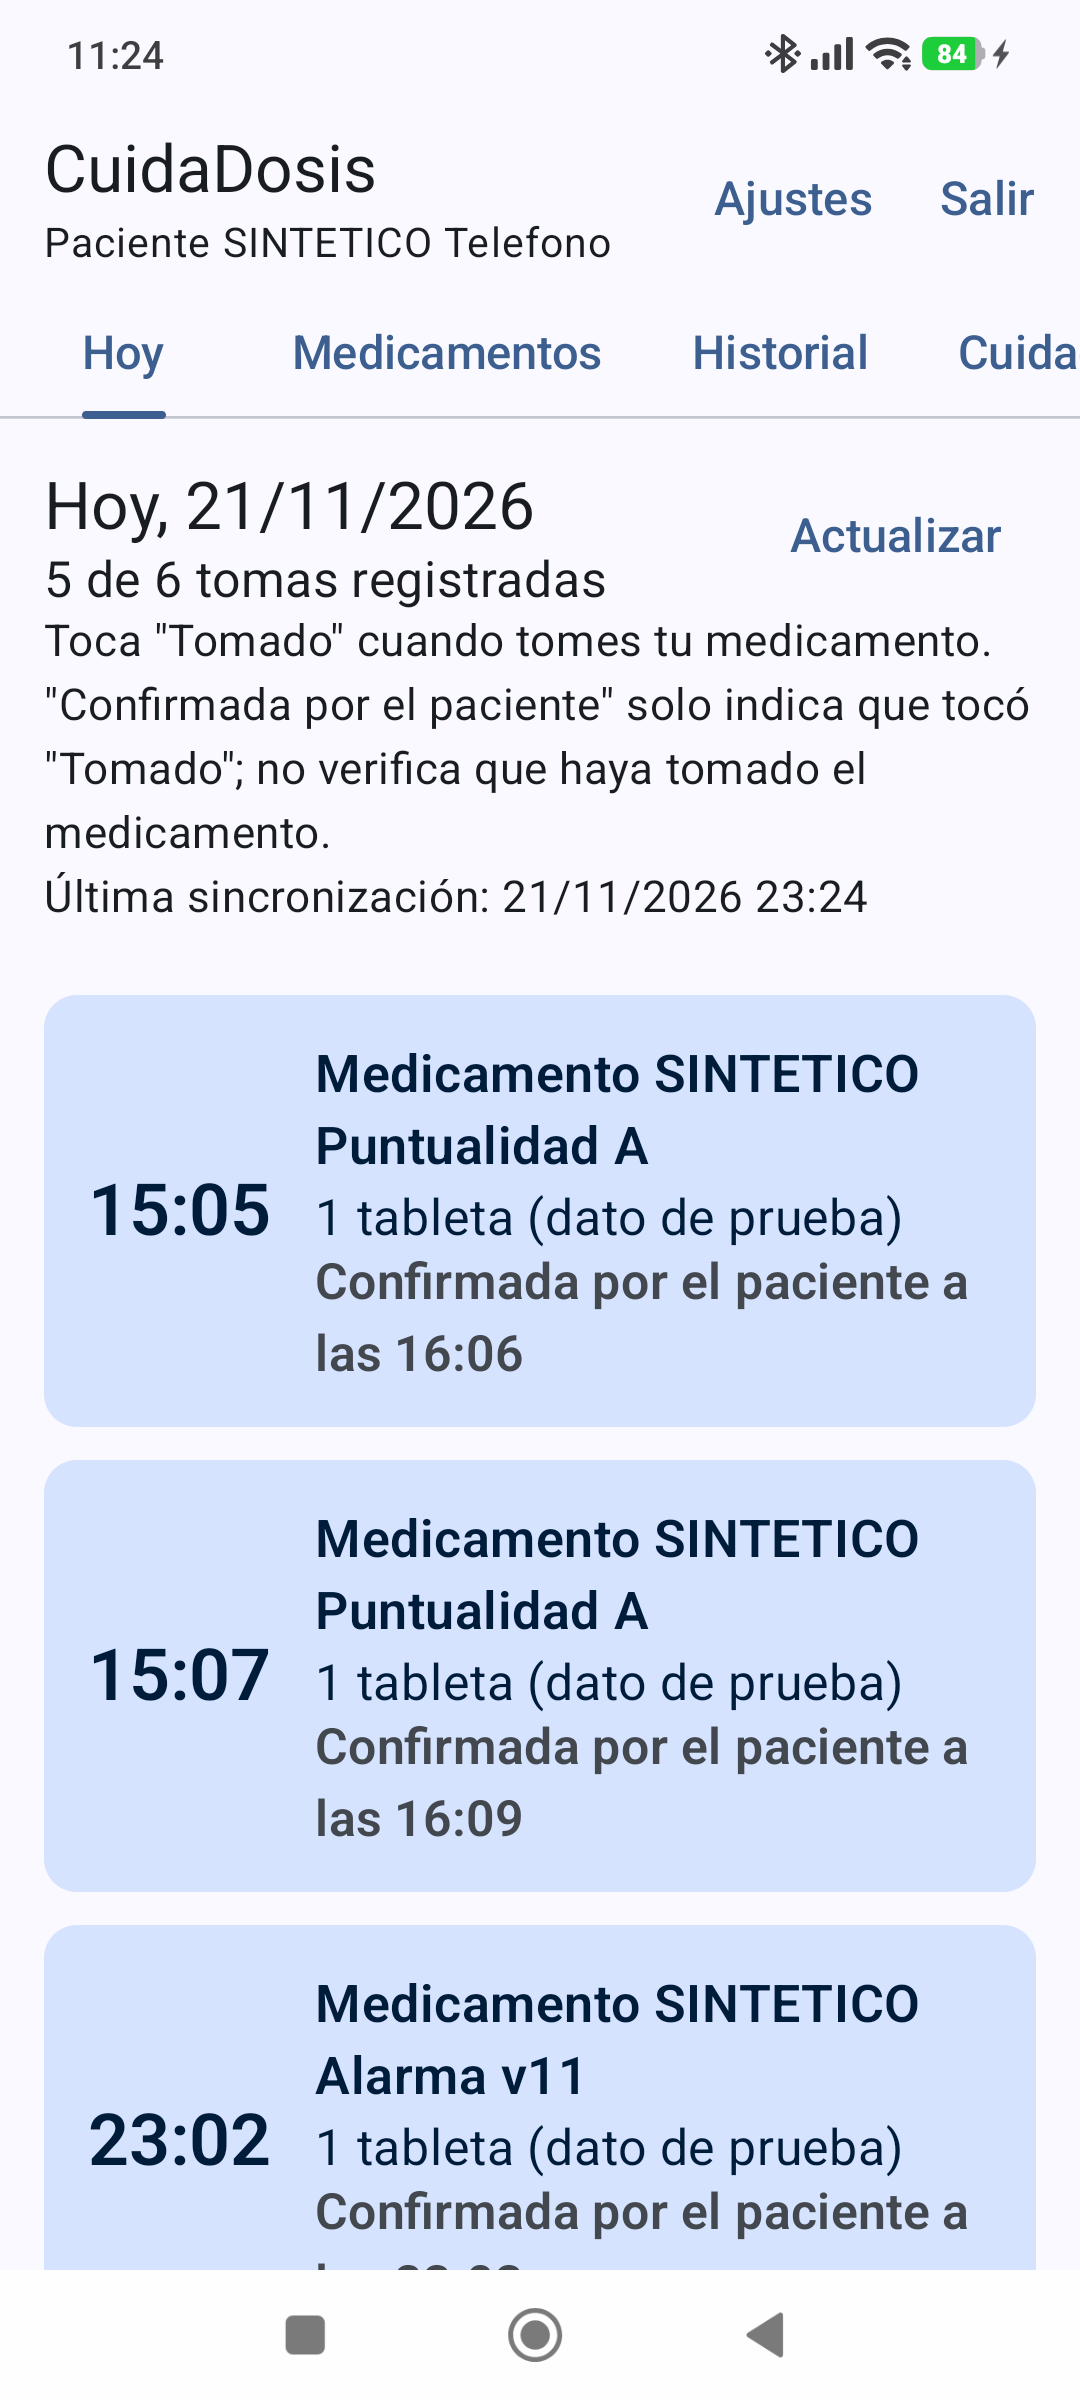 11:24
84
CuidaDosis
Paciente SINTETICO Telefono
Ajustes
Salir
Hoy
Medicamentos
Historial
Cuida
Hoy, 21/11/2026
5 de 6 tomas registradas
Actualizar
Toca "Tomado" cuando tomes tu medicamento.
"Confirmada por el paciente" solo indica que tocó
"Tomado"; no verifica que haya tomado el
medicamento.
Última sincronización: 21/11/2026 23:24
15:05
Medicamento SINTETICO
Puntualidad A
1 tableta (dato de prueba)
Confirmada por el paciente a
las 16:06
15:07
Medicamento SINTETICO
Puntualidad A
1 tableta (dato de prueba)
Confirmada por el paciente a
las 16:09
23:02
Medicamento SINTETICO
Alarma v11
1 tableta (dato de prueba)
Confirmada por el paciente a